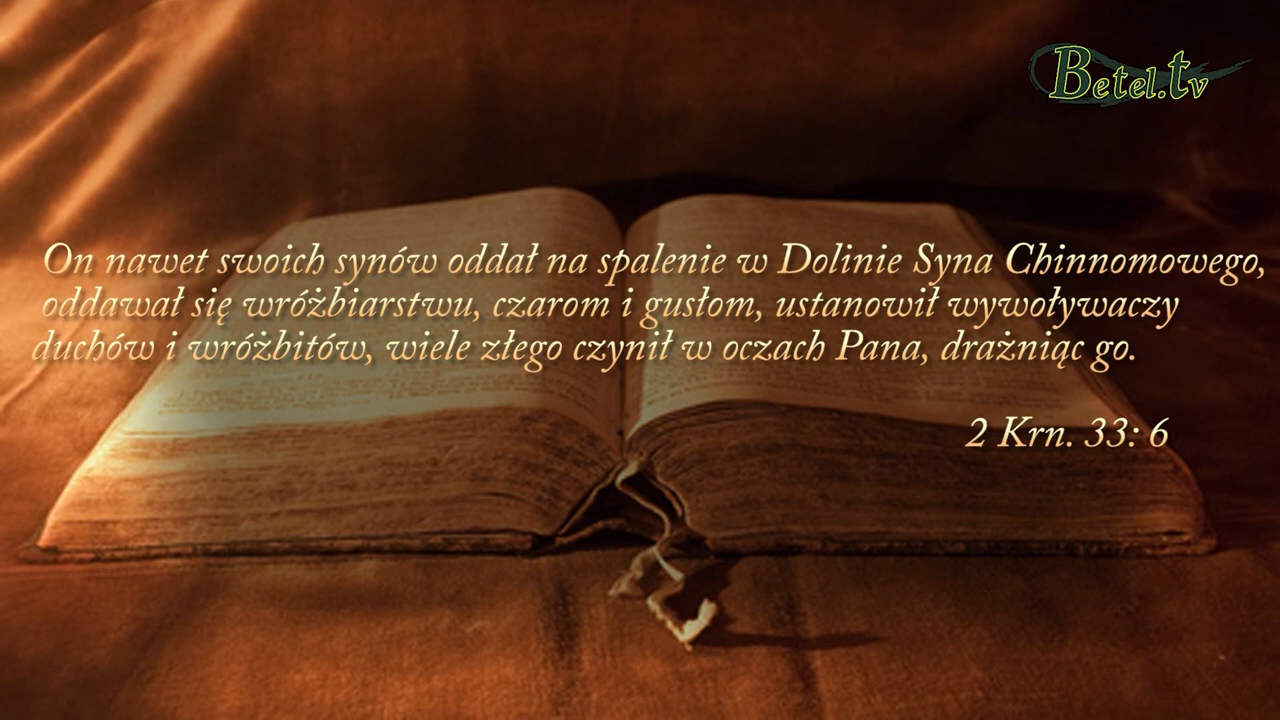 Betel.tv
On nawet swoich synów oddał na spalenie w Dolinie Syna Chinnomowego,
oddawał się wróżbiarstwu, czarom i gusłom, ustanowił wywoływaczy
duchów i wróżbitów, wiele złego czynił w oczach Pana, drażniąc go.
2 Krn. 33: 6